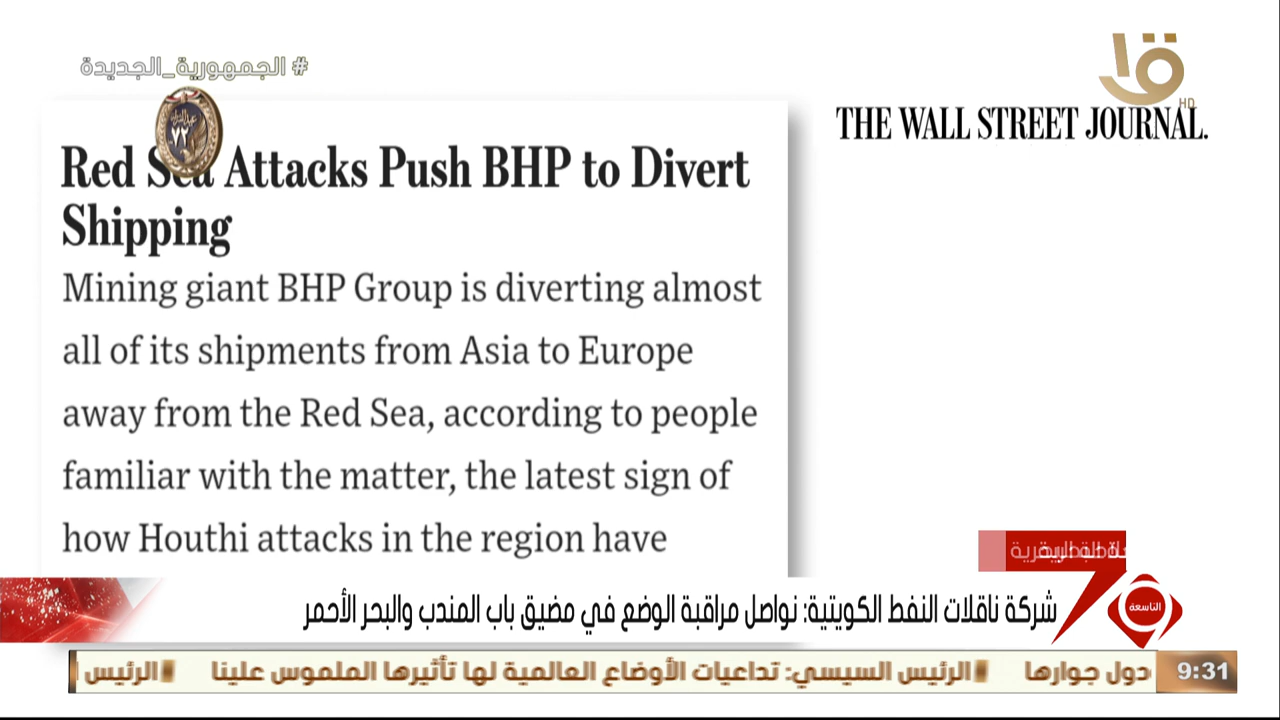 # الجمهورية_الجديدة
HD
THE WALL STREET JOURNAL.
٧٢
Red Sea Attacks Push BHP to Divert
Shipping
Mining giant BHP Group is diverting almost
all of its shipments from Asia to Europe
away from the Red Sea, according to people
familiar with the matter, the latest sign of
how Houthi attacks in the region have
التاسعة
شركة ناقلات النفط الكويتية: نواصل مراقبة الوضع في مضيق باب المندب والبحر الأحمر
دول جوارها الرئيس السيسي: تداعيات الأوضاع العالمية لها تأثيرها الملموس علينا الرئيس
9:31